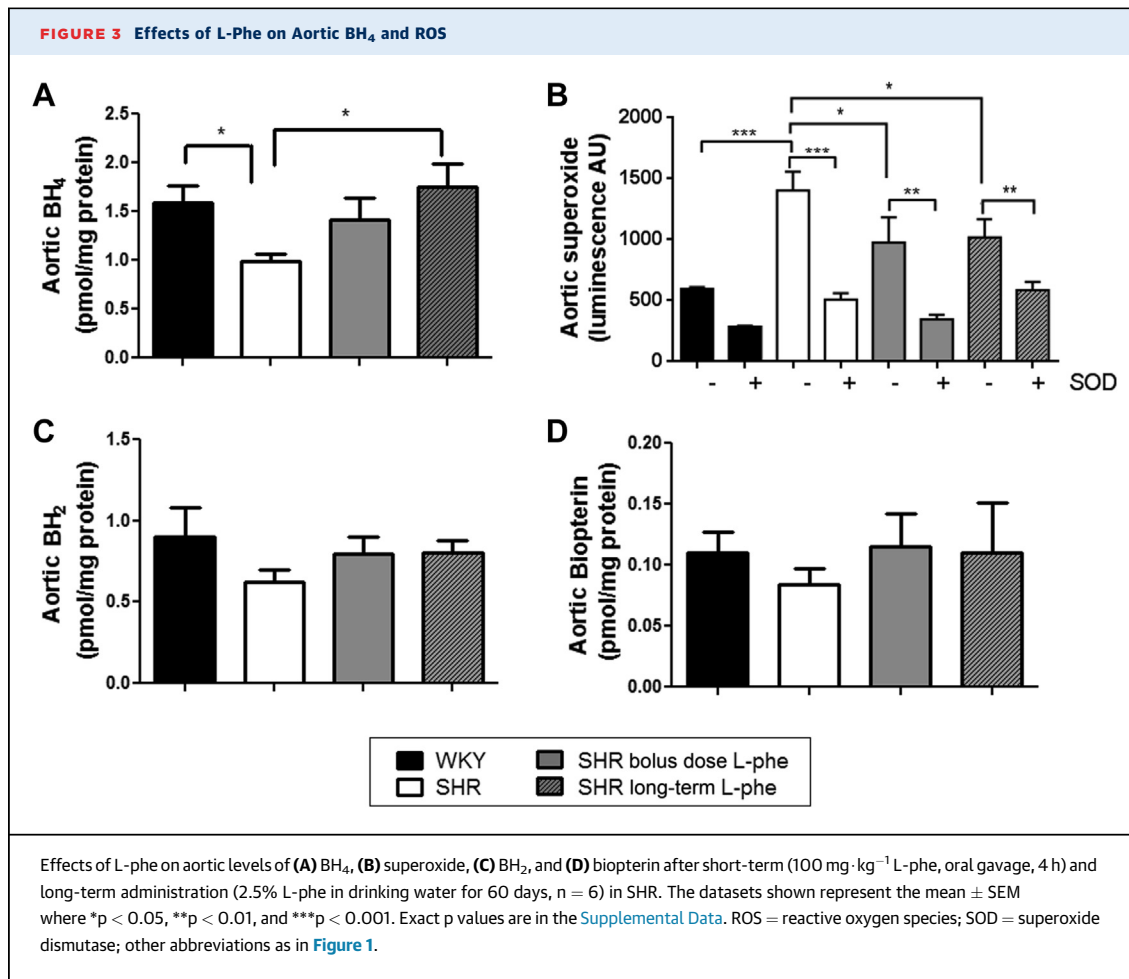 FIGURE 3 Effects of L-Phe on Aortic BH₄ and ROS
A
Aortic BH₄
(pmol/mg protein)
2.5
2.0
1.5
1.0
0.5
0.0
*
*
B
Aortic superoxide
(luminescence AU)
2000
1500
1000
500
0
*
*
***
***
**
**
- + - + - + - + SOD
C
Aortic BH₂
(pmol/mg protein)
1.5
1.0
0.5
0.0
D
Aortic Biopterin
(pmol/mg protein)
0.20
0.15
0.10
0.05
0.00
WKY SHR bolus dose L-phe
SHR SHR long-term L-phe
Effects of L-phe on aortic levels of (A) BH₄, (B) superoxide, (C) BH₂, and (D) biopterin after short-term (100 mg·kg⁻¹ L-phe, oral gavage, 4 h) and
long-term administration (2.5% L-phe in drinking water for 60 days, n = 6) in SHR. The datasets shown represent the mean ± SEM
where *p < 0.05, **p < 0.01, and ***p < 0.001. Exact p values are in the Supplemental Data. ROS = reactive oxygen species; SOD = superoxide
dismutase; other abbreviations as in Figure 1.